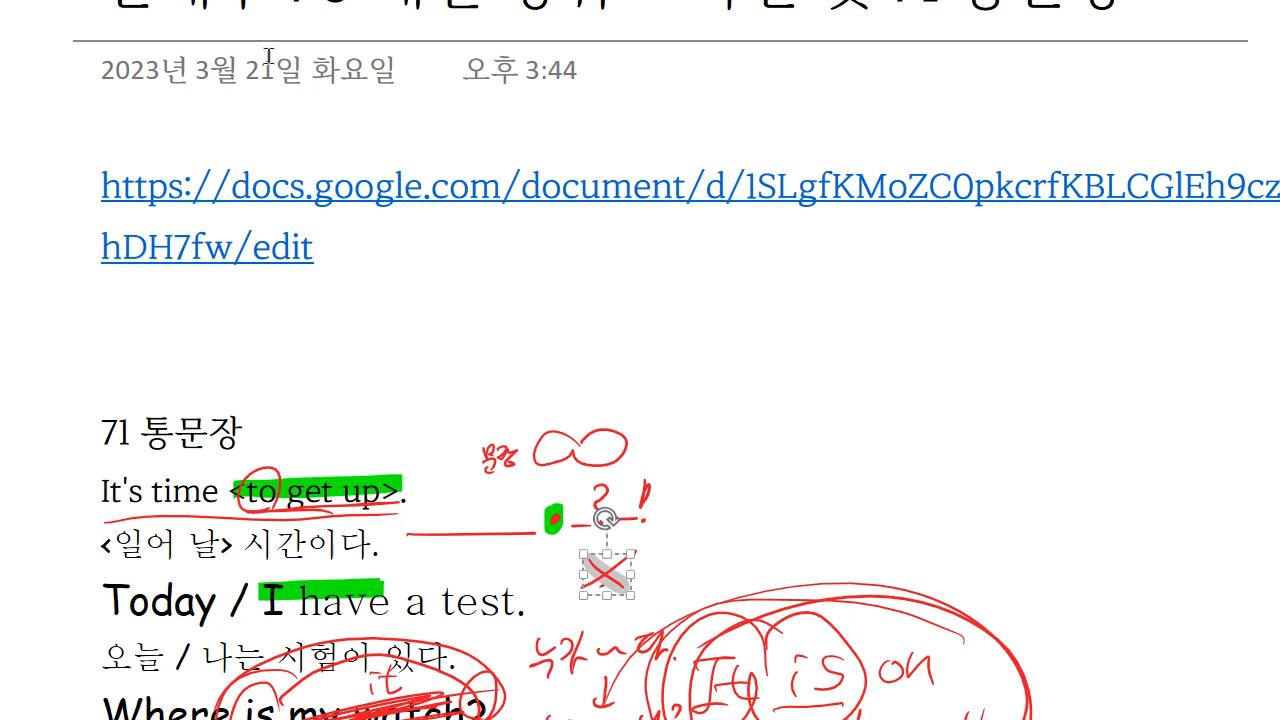 2023년 3월 21일 화요일 오후 3:44
https://docs.google.com/document/d/1SLgfKMoZC0pkcrfKBLCGlEh9cz
hDH7fw/edit
71 통문장
문장
It's time <to get up>.
? !
<일어 날> 시간이다.
Today / I have a test.
오늘 / 나는 시험이 있다.
누가 ~ 다.
it
It is on
Where is my watch?